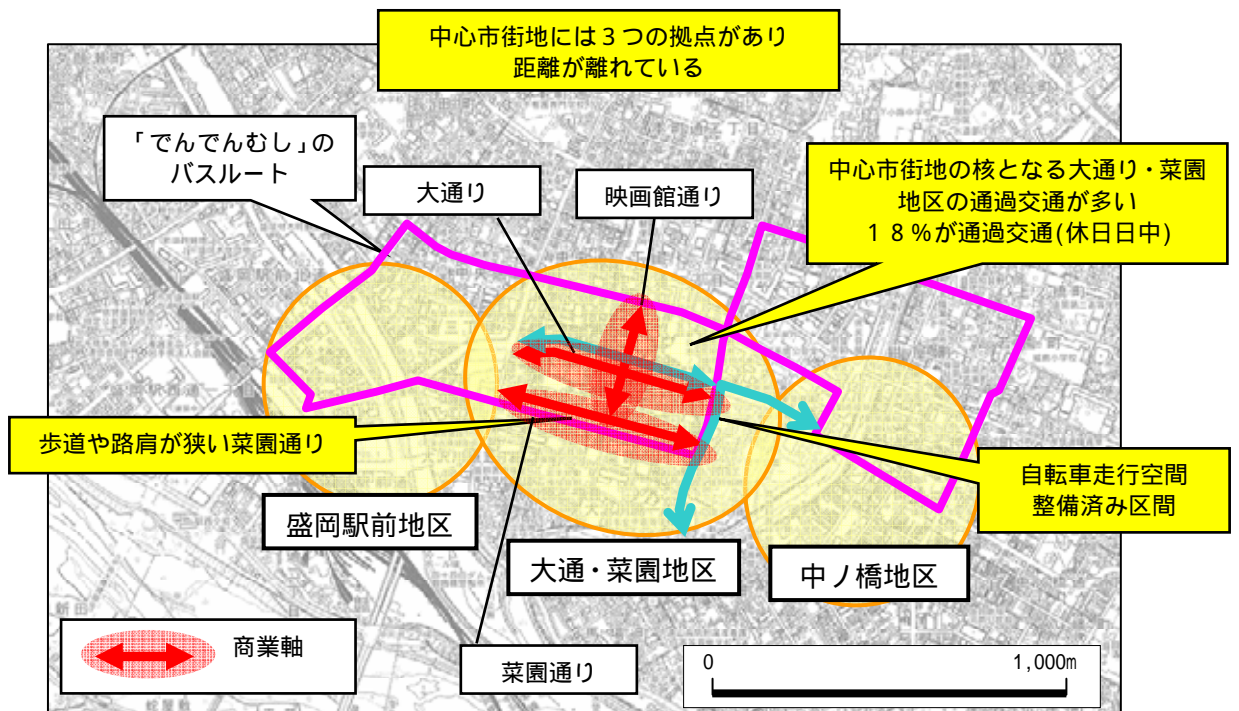 中心市街地には３つの拠点があり
距離が離れている
「でんでんむし」の
バスルート
大通り
映画館通り
中心市街地の核となる大通り・菜園
地区の通過交通が多い
１８％が通過交通(休日日中)
歩道や路肩が狭い菜園通り
自転車走行空間
整備済み区間
盛岡駅前地区
大通・菜園地区
中ノ橋地区
商業軸
菜園通り
0
1,000m